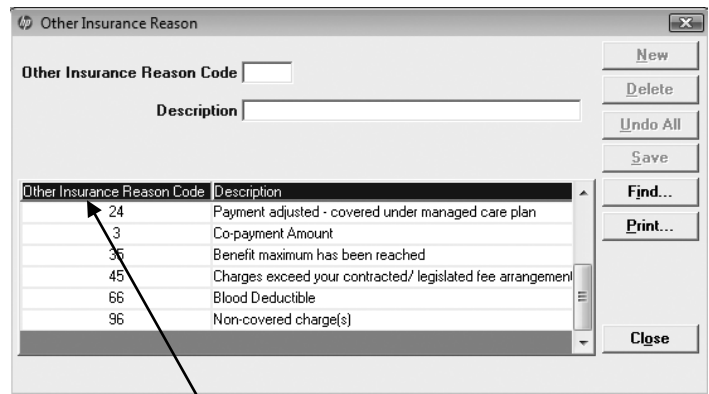 Other Insurance Reason
Other Insurance Reason Code
Description
New
Delete
Undo All
Save
Find...
Print...
Close
Other Insurance Reason Code Description
24 Payment adjusted - covered under managed care plan
3 Co-payment Amount
35 Benefit maximum has been reached
45 Charges exceed your contracted/ legislated fee arrangement
66 Blood Deductible
96 Non-covered charge(s)